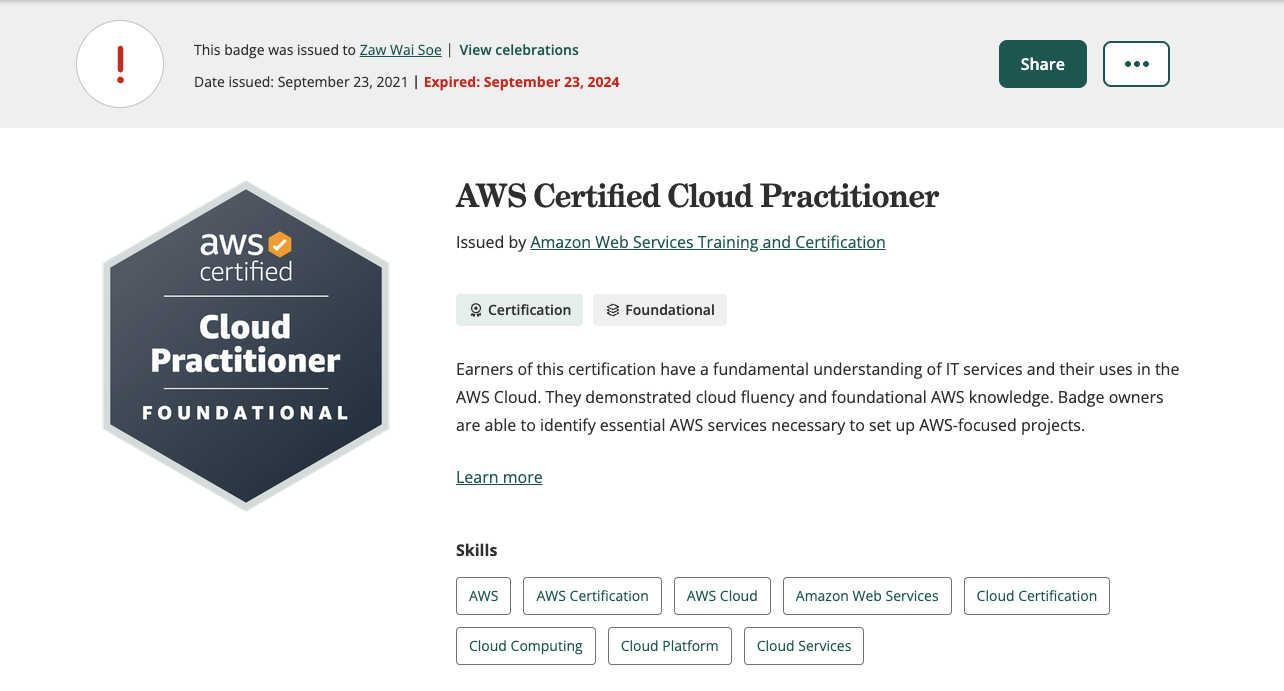 This badge was issued to Zaw Wai Soe | View celebrations
Date issued: September 23, 2021 | Expired: September 23, 2024
Share
aws
certified
Cloud
Practitioner
FOUNDATIONAL
AWS Certified Cloud Practitioner
Issued by Amazon Web Services Training and Certification
Certification
Foundational
Earners of this certification have a fundamental understanding of IT services and their uses in the
AWS Cloud. They demonstrated cloud fluency and foundational AWS knowledge. Badge owners
are able to identify essential AWS services necessary to set up AWS-focused projects.
Learn more
Skills
AWS
AWS Certification
AWS Cloud
Amazon Web Services
Cloud Certification
Cloud Computing
Cloud Platform
Cloud Services